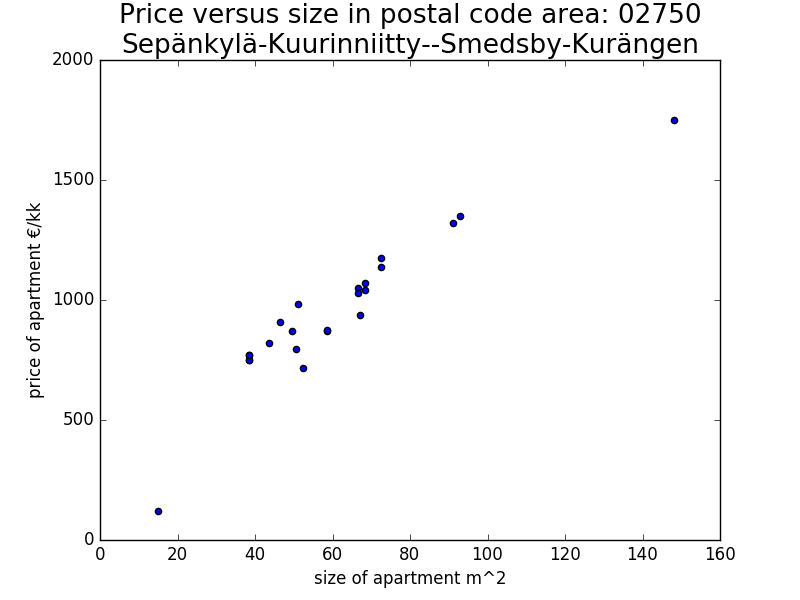 Price versus size in postal code area: 02750
Sepänkylä-Kuurinniitty--Smedsby-Kurängen
2000
1500
1000
500
0
price of apartment €/kk
0 20 40 60 80 100 120 140 160
size of apartment m^2